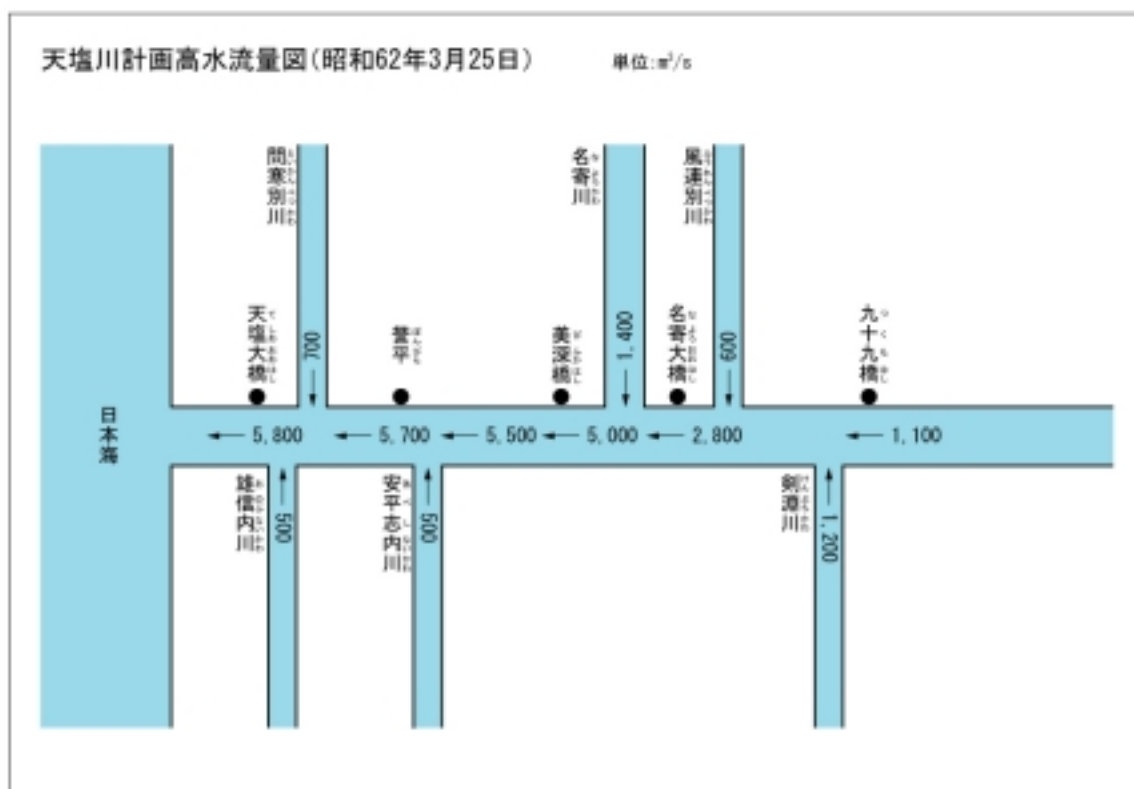 天塩川計画高水流量図(昭和62年3月25日)
単位:m³/s
問寒別川
名寄川
風連別川
天塩大橋
700
誉平
美深橋
1,400
名寄大橋
600
九十九橋
日本海
5,800
5,700
5,500
5,000
2,800
1,100
雄信内川
500
安平志内川
500
剣淵川
1,200